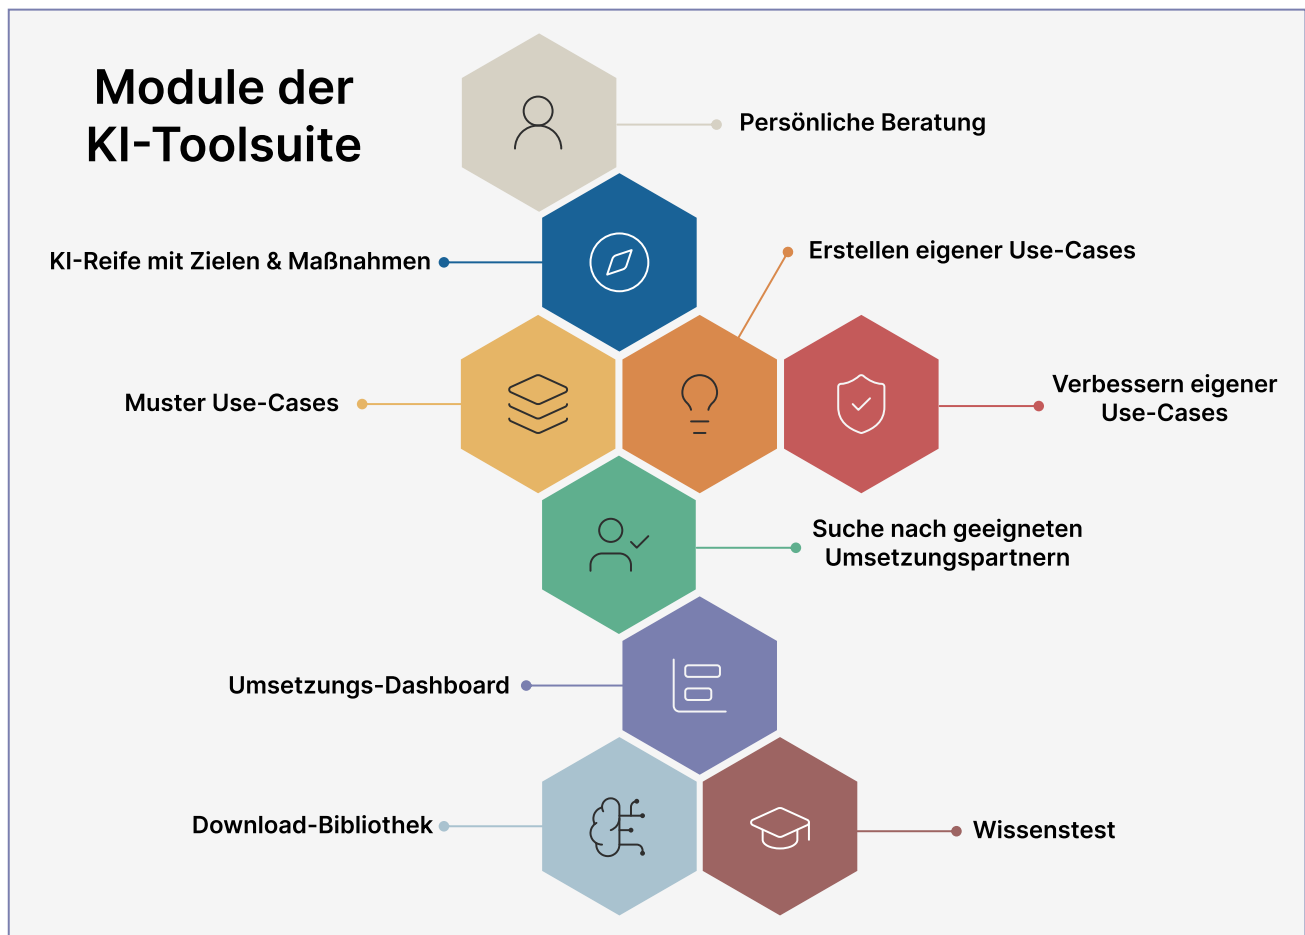 Module der
KI-Toolsuite
Persönliche Beratung
KI-Reife mit Zielen & Maßnahmen
Erstellen eigener Use-Cases
Muster Use-Cases
Verbessern eigener
Use-Cases
Suche nach geeigneten
Umsetzungspartnern
Umsetzungs-Dashboard
Download-Bibliothek
Wissenstest